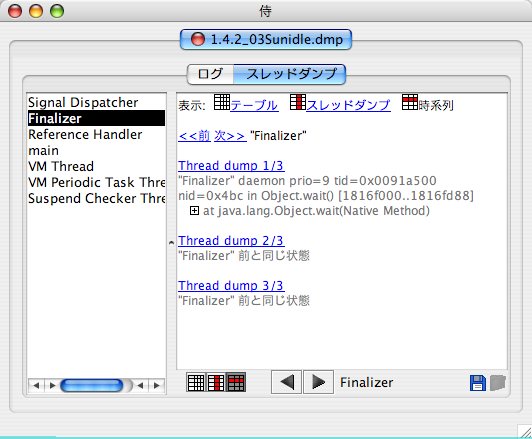 侍
1.4.2_03Sunidle.dmp
ログ スレッドダンプ
Signal Dispatcher
Finalizer
Reference Handler
main
VM Thread
VM Periodic Task Thre
Suspend Checker Thre
表示: テーブル スレッドダンプ 時系列
<<前 次>> "Finalizer"
Thread dump 1/3
"Finalizer" daemon prio=9 tid=0x0091a500
nid=0x4bc in Object.wait() [1816f000..1816fd88]
at java.lang.Object.wait(Native Method)
Thread dump 2/3
"Finalizer" 前と同じ状態
Thread dump 3/3
"Finalizer" 前と同じ状態
Finalizer